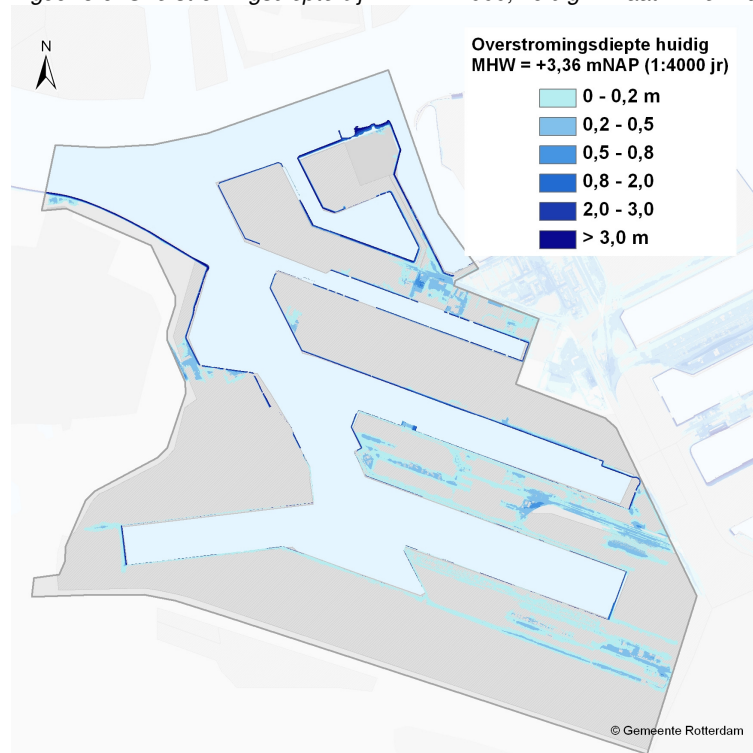 N
Overstromingsdiepte huidig
MHW = +3,36 mNAP (1:4000 jr)
0 - 0,2 m
0,2 - 0,5
0,5 - 0,8
0,8 - 2,0
2,0 - 3,0
> 3,0 m
© Gemeente Rotterdam